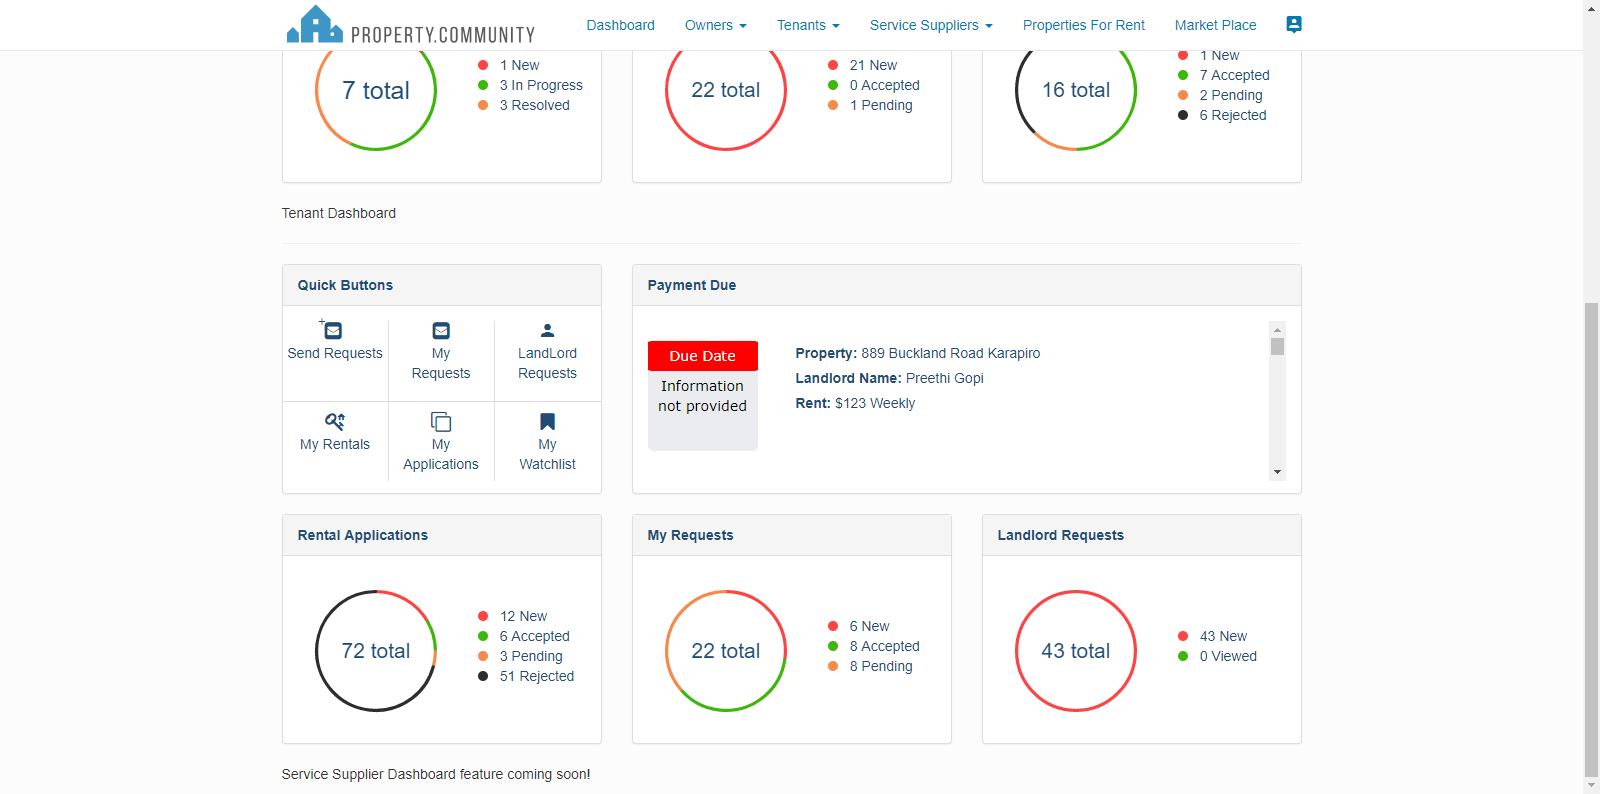 PROPERTY.COMMUNITY
Dashboard
Owners
Tenants
Service Suppliers
Properties For Rent
Market Place
7 total
1 New
3 In Progress
3 Resolved
22 total
21 New
0 Accepted
1 Pending
16 total
1 New
7 Accepted
2 Pending
6 Rejected
Tenant Dashboard
Quick Buttons
Send Requests
My
Requests
LandLord
Requests
My Rentals
My
Applications
My
Watchlist
Payment Due
Due Date
Information
not provided
Property: 889 Buckland Road Karapiro
Landlord Name: Preethi Gopi
Rent: $123 Weekly
Rental Applications
72 total
12 New
6 Accepted
3 Pending
51 Rejected
My Requests
22 total
6 New
8 Accepted
8 Pending
Landlord Requests
43 total
43 New
0 Viewed
Service Supplier Dashboard feature coming soon!